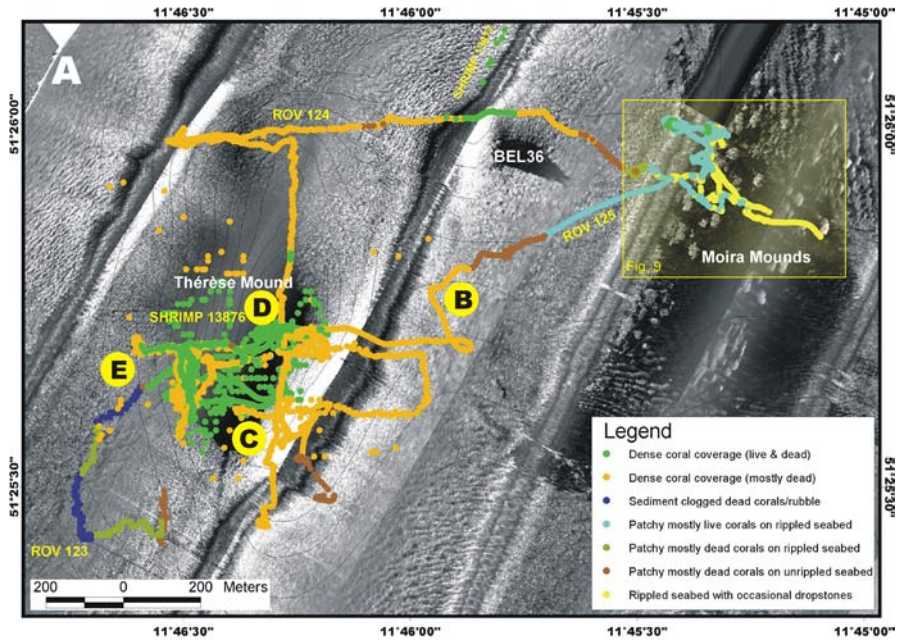 11°46'30" 11°46'00" 11°45'30" 11°45'00"
A
SHRIMP 13877
ROV 124
51°26'00"
51°26'00"
BEL36
ROV 125
Moira Mounds
Fig. 9
Thérèse Mound
B
D
SHRIMP 13876
E
C
51°25'30"
51°25'30"
ROV 123
Legend
Dense coral coverage (live & dead)
Dense coral coverage (mostly dead)
Sediment clogged dead corals/rubble
Patchy mostly live corals on rippled seabed
Patchy mostly dead corals on rippled seabed
Patchy mostly dead corals on unrippled seabed
Rippled seabed with occasional dropstones
200 0 200 Meters
11°46'30" 11°46'00" 11°45'30" 11°45'00"